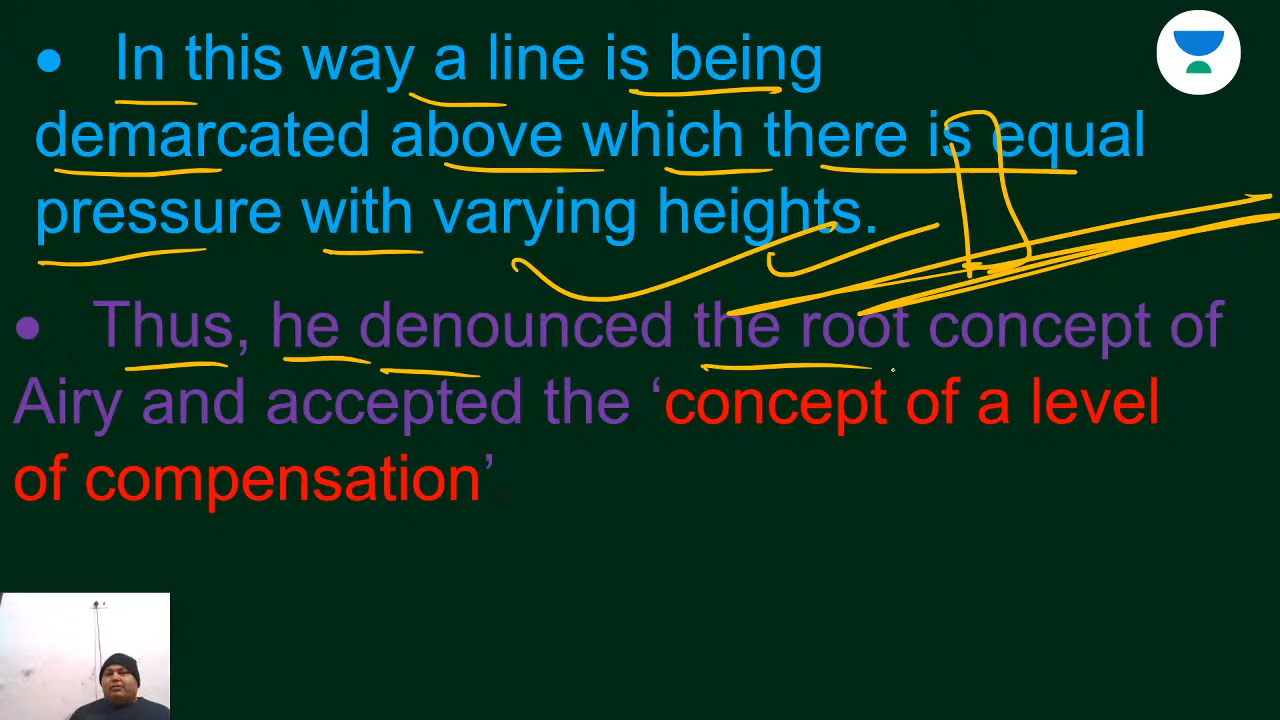 • In this way a line is being
demarcated above which there is equal
pressure with varying heights.
• Thus, he denounced the root concept of
Airy and accepted the ‘concept of a level
of compensation’.